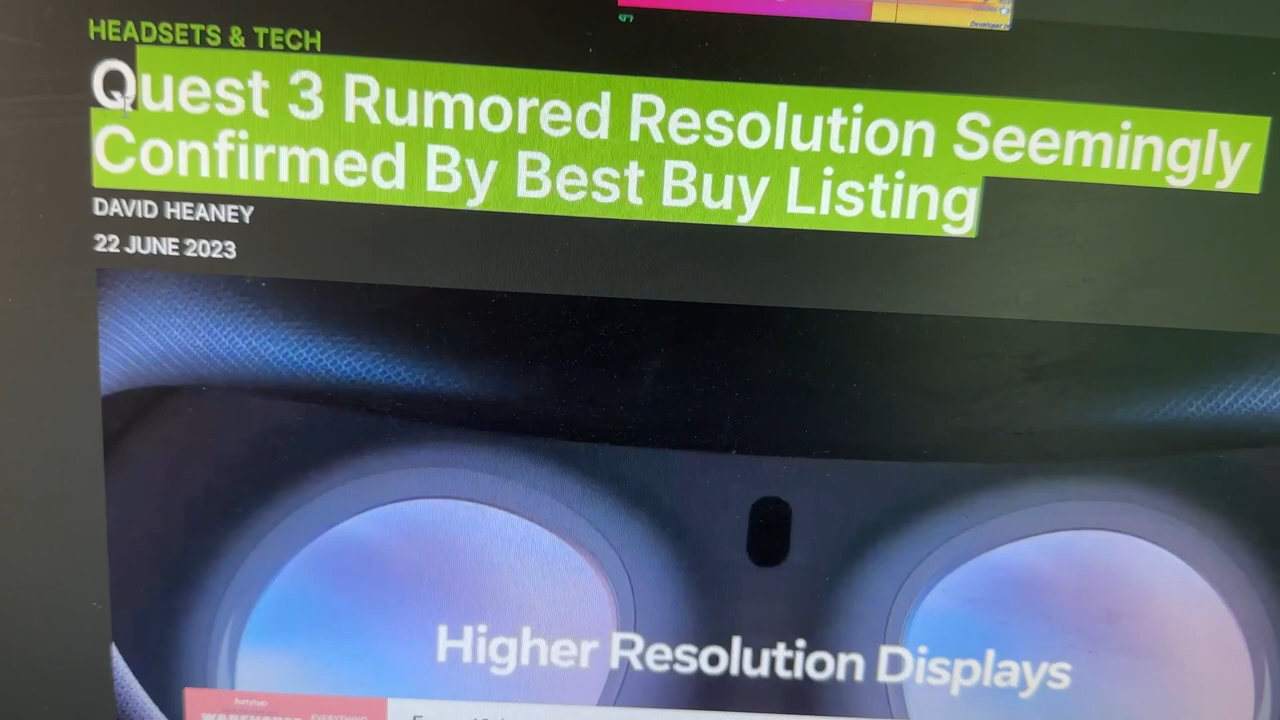 HEADSETS & TECH
Quest 3 Rumored Resolution Seemingly
Confirmed By Best Buy Listing
DAVID HEANEY
22 JUNE 2023
Higher Resolution Displays